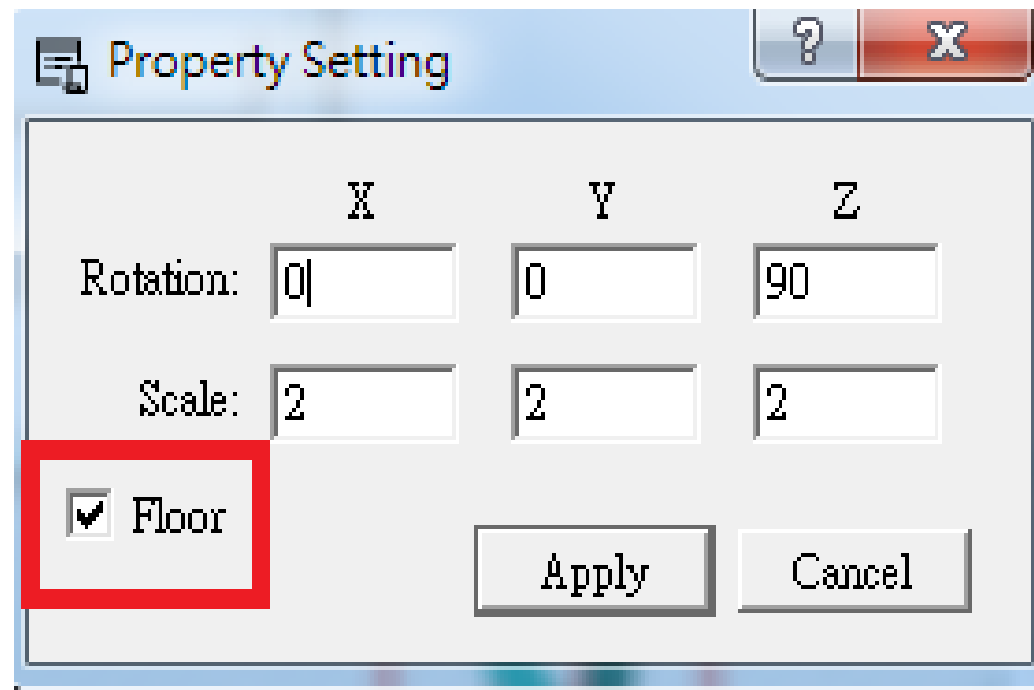 Property Setting
X Y Z
Rotation: 0 0 90
Scale: 2 2 2
Floor
Apply Cancel